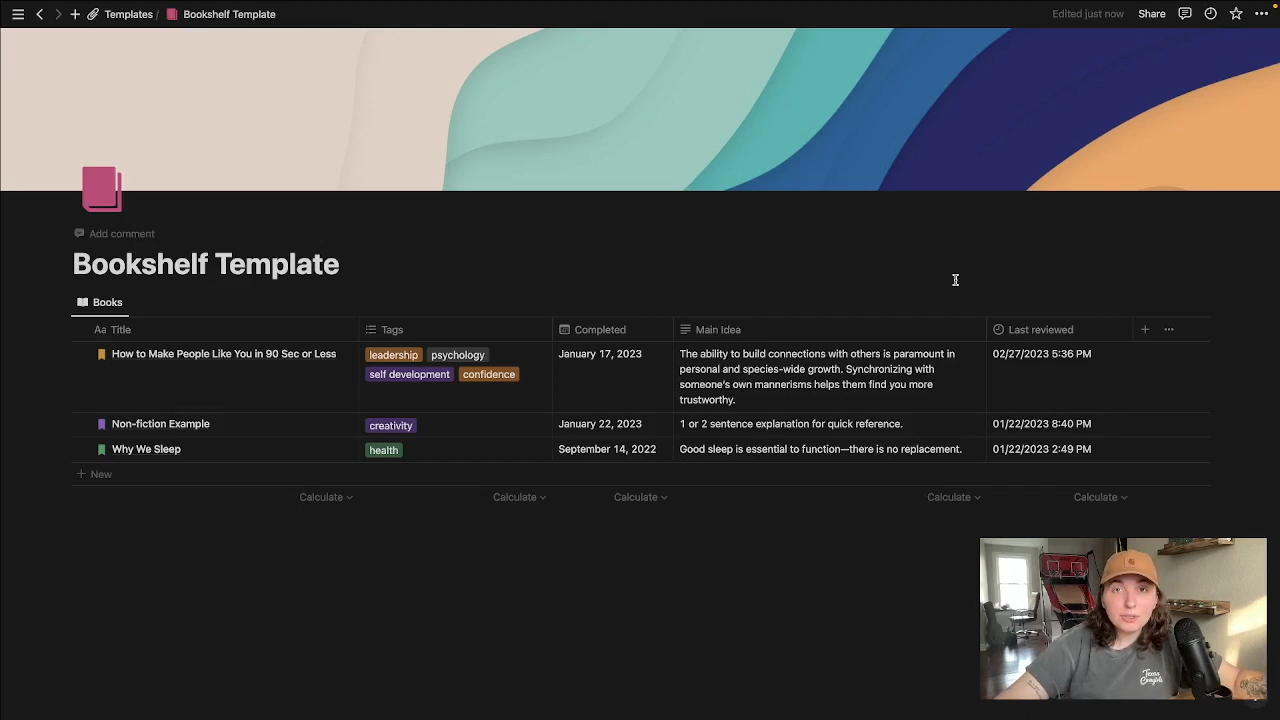 Templates / Bookshelf Template Edited just now Share
Add comment
Bookshelf Template
Books
Aa Title Tags Completed Main Idea Last reviewed
How to Make People Like You in 90 Sec or Less leadership psychology January 17, 2023 The ability to build connections with others is paramount in 02/27/2023 5:36 PM
personal and species-wide growth. Synchronizing with
self development confidence someone's own mannerisms helps them find you more
trustworthy.
Non-fiction Example creativity January 22, 2023 1 or 2 sentence explanation for quick reference. 01/22/2023 8:40 PM
Why We Sleep health September 14, 2022 Good sleep is essential to function—there is no replacement. 01/22/2023 2:49 PM
New
Calculate Calculate Calculate Calculate Calculate
Texas